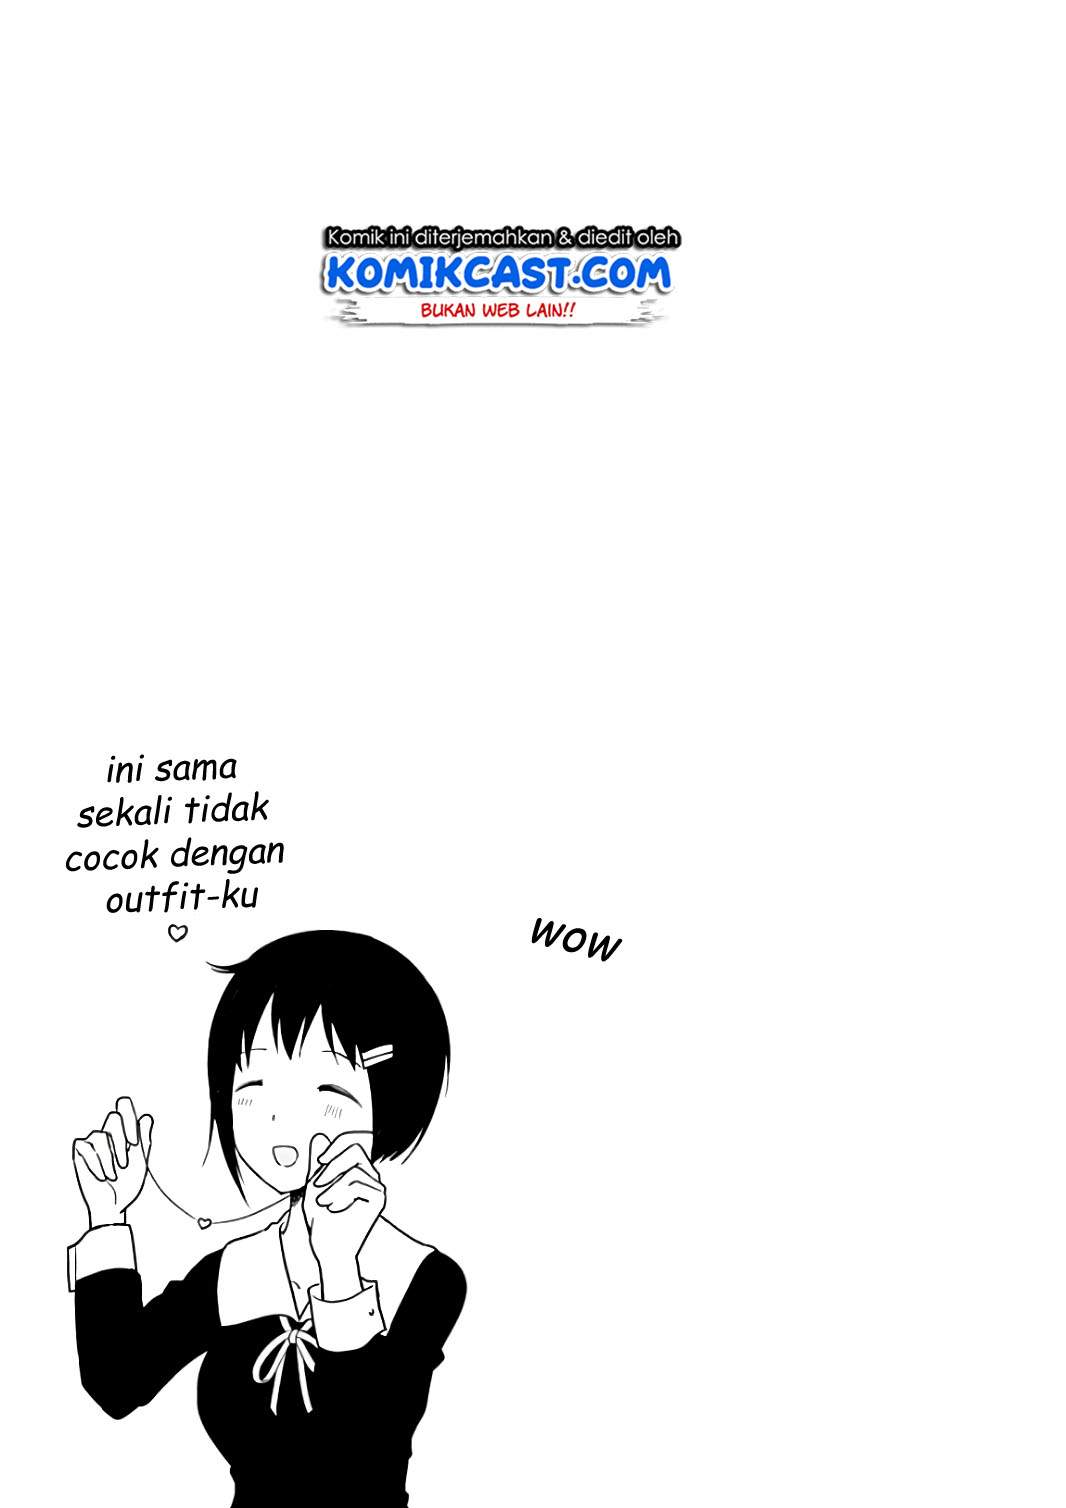 Komik ini diterjemahkan & diedit oleh
KOMIKCAST.COM
BUKAN WEB LAIN!!
ini sama
sekali tidak
cocok dengan
outfit-ku
♡
wow